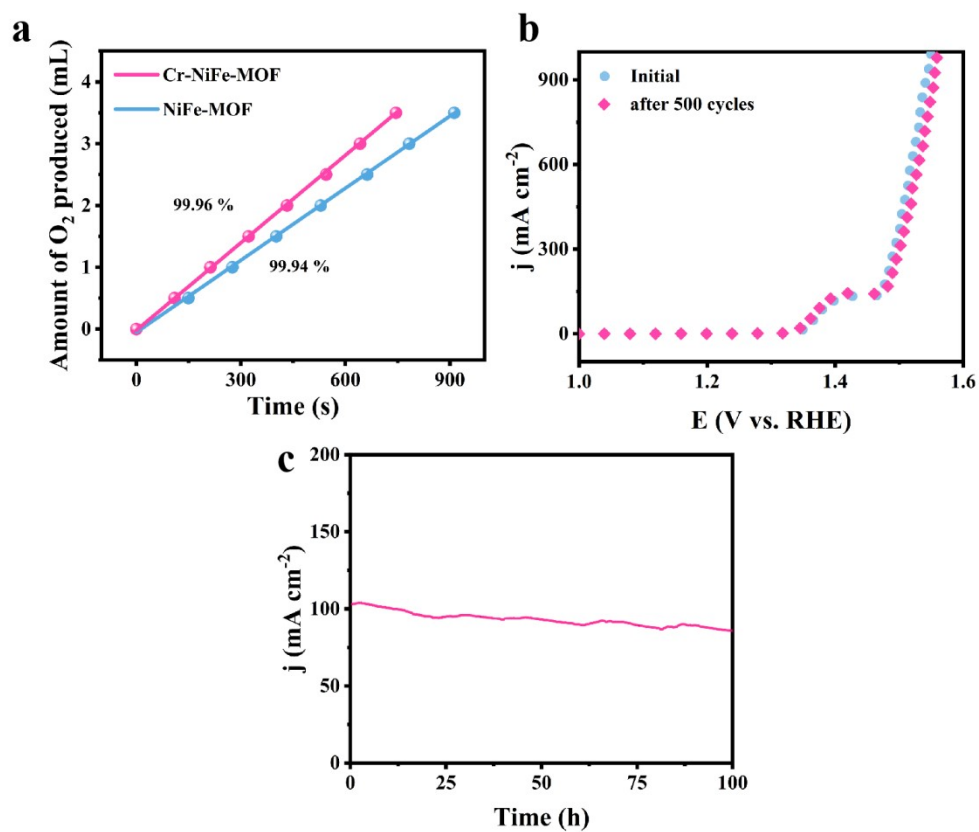 a
Amount of O₂ produced (mL)
4
3
2
1
0
Cr-NiFe-MOF
NiFe-MOF
99.96 %
99.94 %
0
300
600
900
Time (s)
b
j (mA cm⁻²)
900
600
300
0
Initial
after 500 cycles
1.0
1.2
1.4
1.6
E (V vs. RHE)
c
j (mA cm⁻²)
200
150
100
50
0
0
25
50
75
100
Time (h)